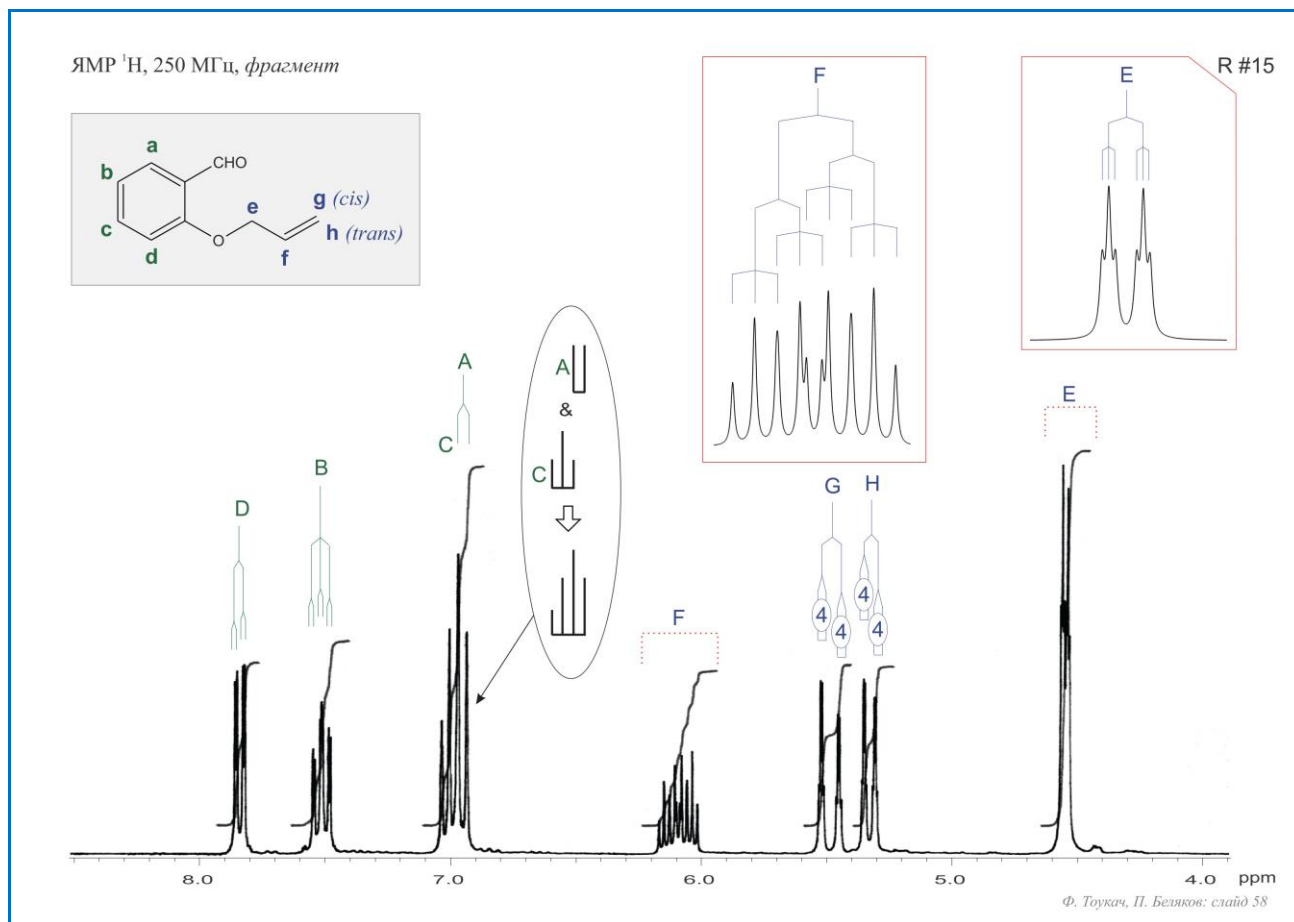 ЯМР ¹H, 250 МГц, фрагмент
R #15
a
b
CHO
c
d
O
e
f
g (cis)
h (trans)
F
E
A
&
C
A
C
B
D
F
G
H
4
4
4
4
E
8.0
7.0
6.0
5.0
4.0
ppm
Ф. Тоукач, П. Беляков: слайд 58